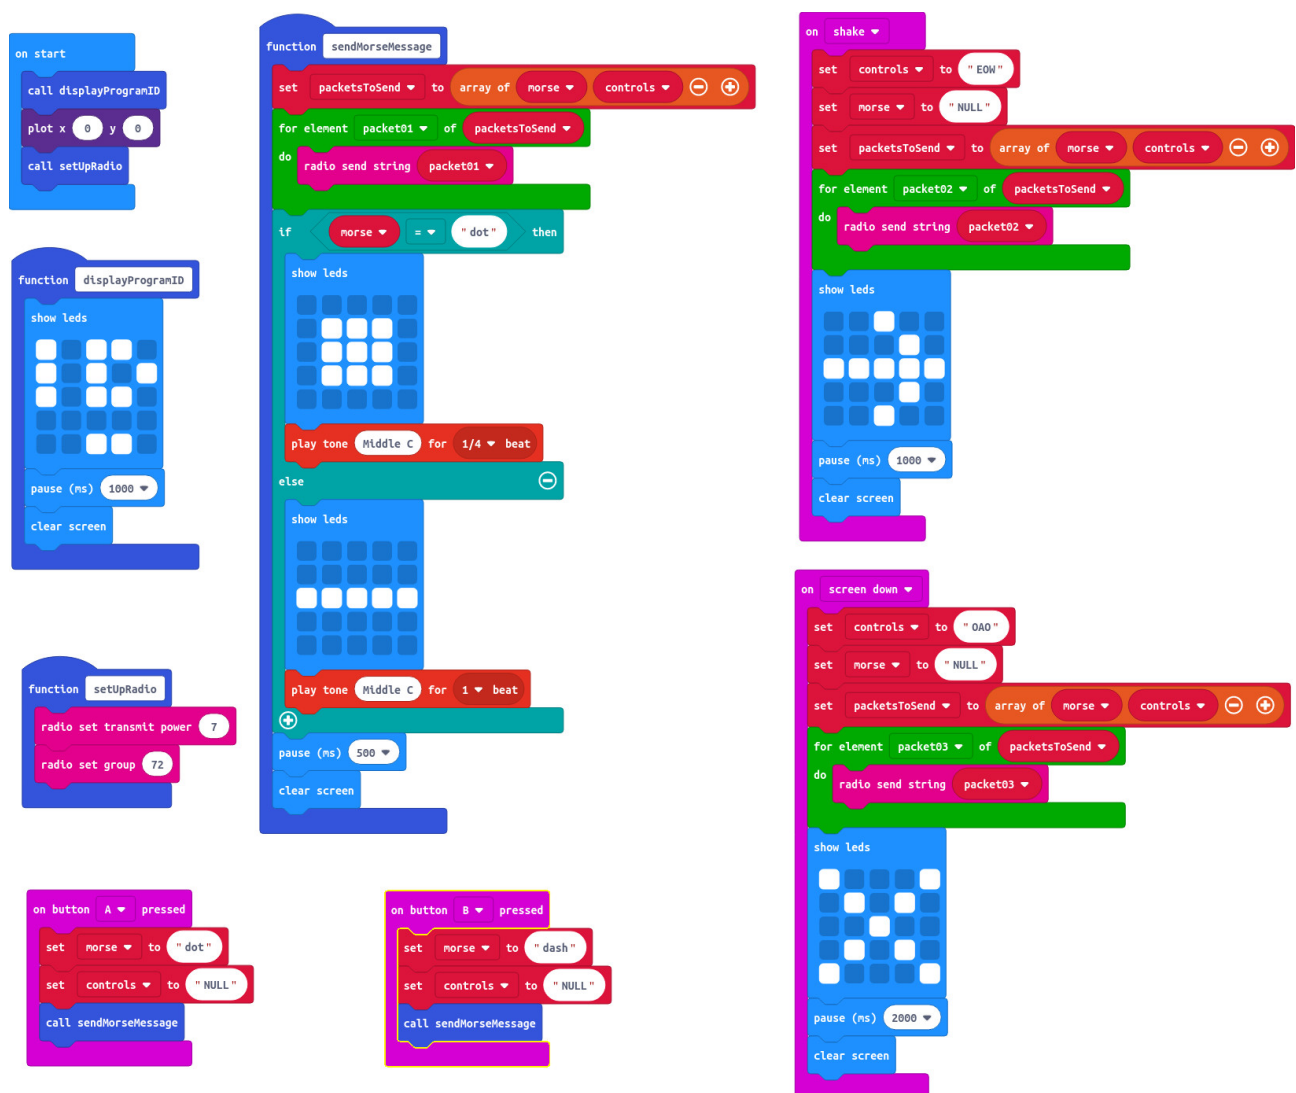 on start
call displayProgramID
plot x 0 y 0
call setUpRadio
function displayProgramID
show leds
pause (ms) 1000
clear screen
function setUpRadio
radio set transmit power 7
radio set group 72
on button A pressed
set morse to "dot"
set controls to "NULL"
call sendMorseMessage
function sendMorseMessage
set packetsToSend to array of morse controls
for element packet01 of packetsToSend
do
radio send string packet01
if morse = "dot" then
show leds
play tone Middle C for 1/4 beat
else
show leds
play tone Middle C for 1 beat
pause (ms) 500
clear screen
on button B pressed
set morse to "dash"
set controls to "NULL"
call sendMorseMessage
on shake
set controls to "EOW"
set morse to "NULL"
set packetsToSend to array of morse controls
for element packet02 of packetsToSend
do
radio send string packet02
show leds
pause (ms) 1000
clear screen
on screen down
set controls to "OAO"
set morse to "NULL"
set packetsToSend to array of morse controls
for element packet03 of packetsToSend
do
radio send string packet03
show leds
pause (ms) 2000
clear screen